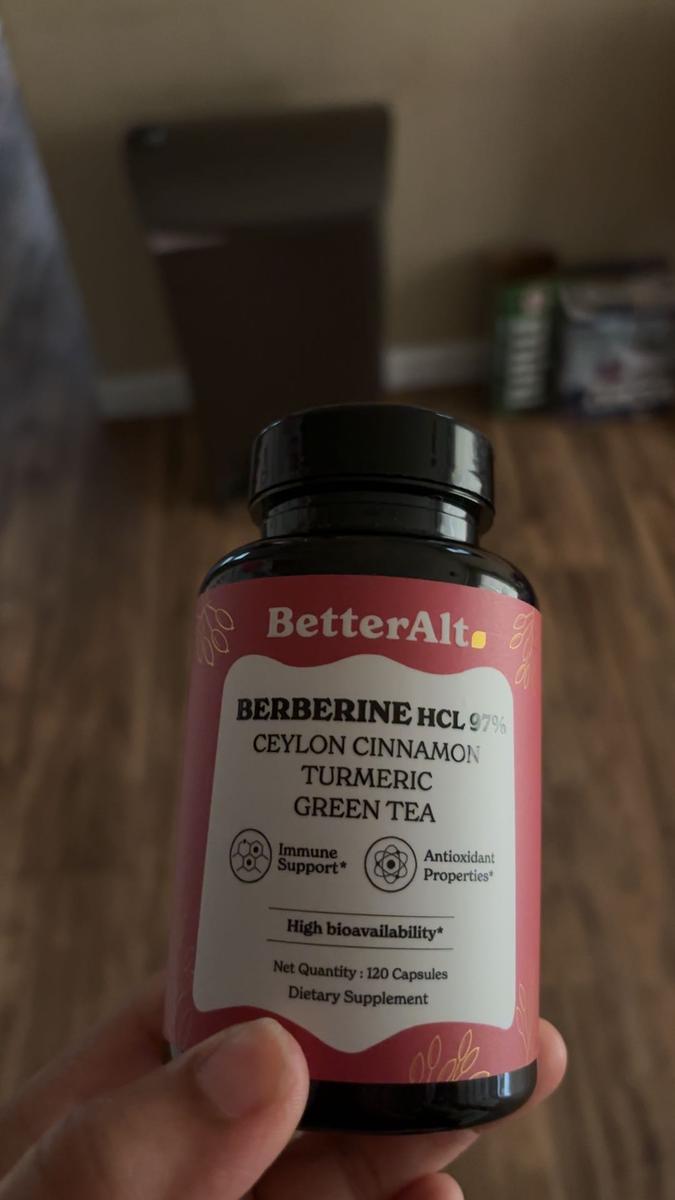 BetterAlt.
BERBERINE HCL 97%
CEYLON CINNAMON
TURMERIC
GREEN TEA
Immune
Support*
Antioxidant
Properties*
High bioavailability*
Net Quantity : 120 Capsules
Dietary Supplement